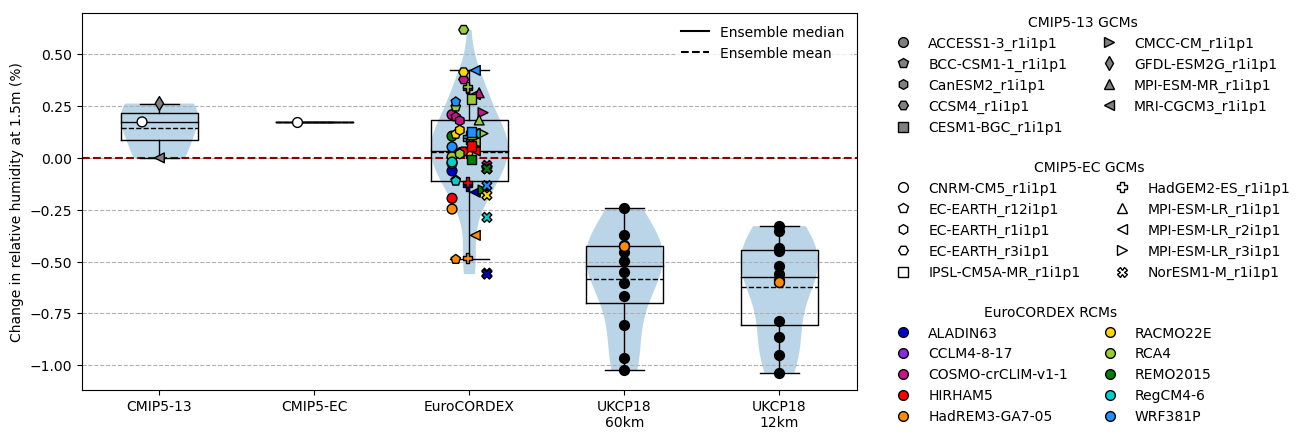 Change in relative humidity at 1.5m (%)
0.50
0.25
0.00
−0.25
−0.50
−0.75
−1.00
Ensemble median
Ensemble mean
CMIP5-13
CMIP5-EC
EuroCORDEX
UKCP18
60km
UKCP18
12km
CMIP5-13 GCMs
ACCESS1-3_r1i1p1
BCC-CSM1-1_r1i1p1
CanESM2_r1i1p1
CCSM4_r1i1p1
CESM1-BGC_r1i1p1
CMCC-CM_r1i1p1
GFDL-ESM2G_r1i1p1
MPI-ESM-MR_r1i1p1
MRI-CGCM3_r1i1p1
CMIP5-EC GCMs
CNRM-CM5_r1i1p1
EC-EARTH_r12i1p1
EC-EARTH_r1i1p1
EC-EARTH_r3i1p1
IPSL-CM5A-MR_r1i1p1
HadGEM2-ES_r1i1p1
MPI-ESM-LR_r1i1p1
MPI-ESM-LR_r2i1p1
MPI-ESM-LR_r3i1p1
NorESM1-M_r1i1p1
EuroCORDEX RCMs
ALADIN63
CCLM4-8-17
COSMO-crCLIM-v1-1
HIRHAM5
HadREM3-GA7-05
RACMO22E
RCA4
REMO2015
RegCM4-6
WRF381P